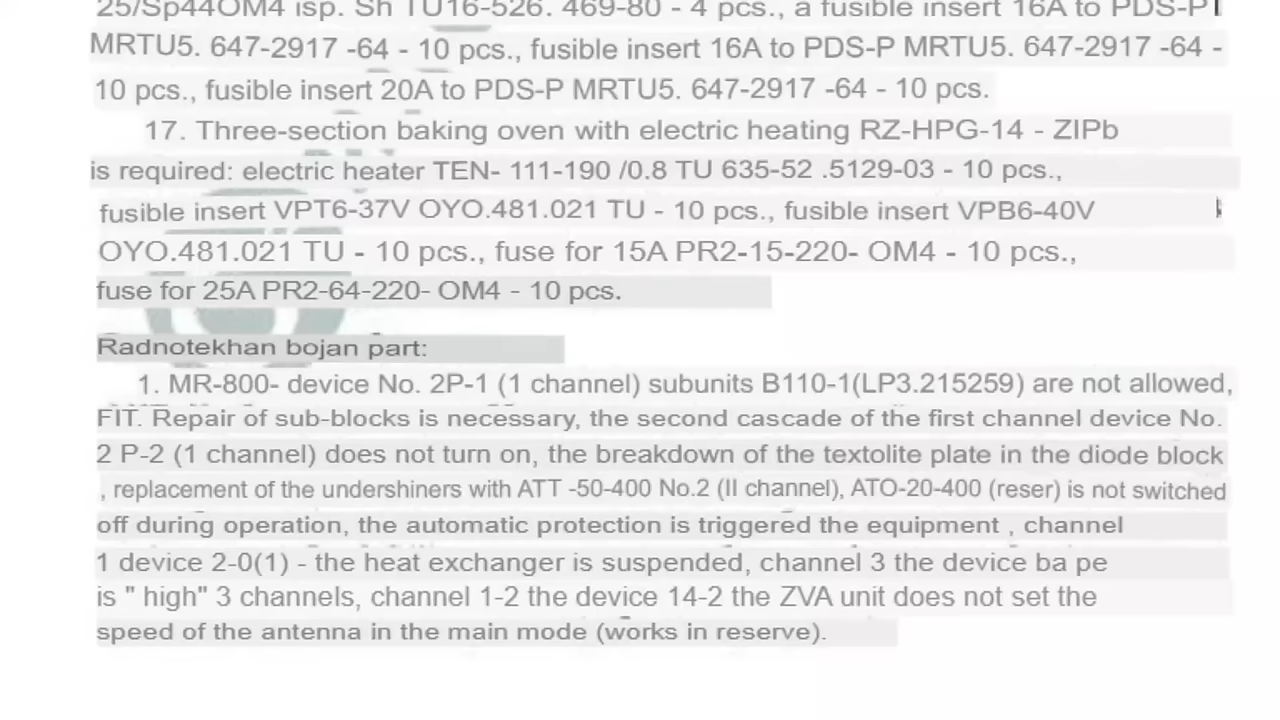 25/Sp44OM4 isp. Sh TU16-526. 469-80 - 4 pcs., a fusible insert 16A to PDS-P
MRTU5. 647-2917 -64 - 10 pcs., fusible insert 16A to PDS-P MRTU5. 647-2917 -64 -
10 pcs., fusible insert 20A to PDS-P MRTU5. 647-2917 -64 - 10 pcs.
17. Three-section baking oven with electric heating RZ-HPG-14 - ZIPb
is required: electric heater TEN- 111-190 /0.8 TU 635-52 .5129-03 - 10 pcs.,
fusible insert VPT6-37V OYO.481.021 TU - 10 pcs., fusible insert VPB6-40V
OYO.481.021 TU - 10 pcs., fuse for 15A PR2-15-220- OM4 - 10 pcs.,
fuse for 25A PR2-64-220- OM4 - 10 pcs.
Radnotekhan bojan part:
1. MR-800- device No. 2P-1 (1 channel) subunits B110-1(LP3.215259) are not allowed,
FIT. Repair of sub-blocks is necessary, the second cascade of the first channel device No.
2 P-2 (1 channel) does not turn on, the breakdown of the textolite plate in the diode block
, replacement of the undershiners with ATT -50-400 No.2 (II channel), ATO-20-400 (reser) is not switched
off during operation, the automatic protection is triggered the equipment , channel
1 device 2-0(1) - the heat exchanger is suspended, channel 3 the device ba pe
is " high" 3 channels, channel 1-2 the device 14-2 the ZVA unit does not set the
speed of the antenna in the main mode (works in reserve).